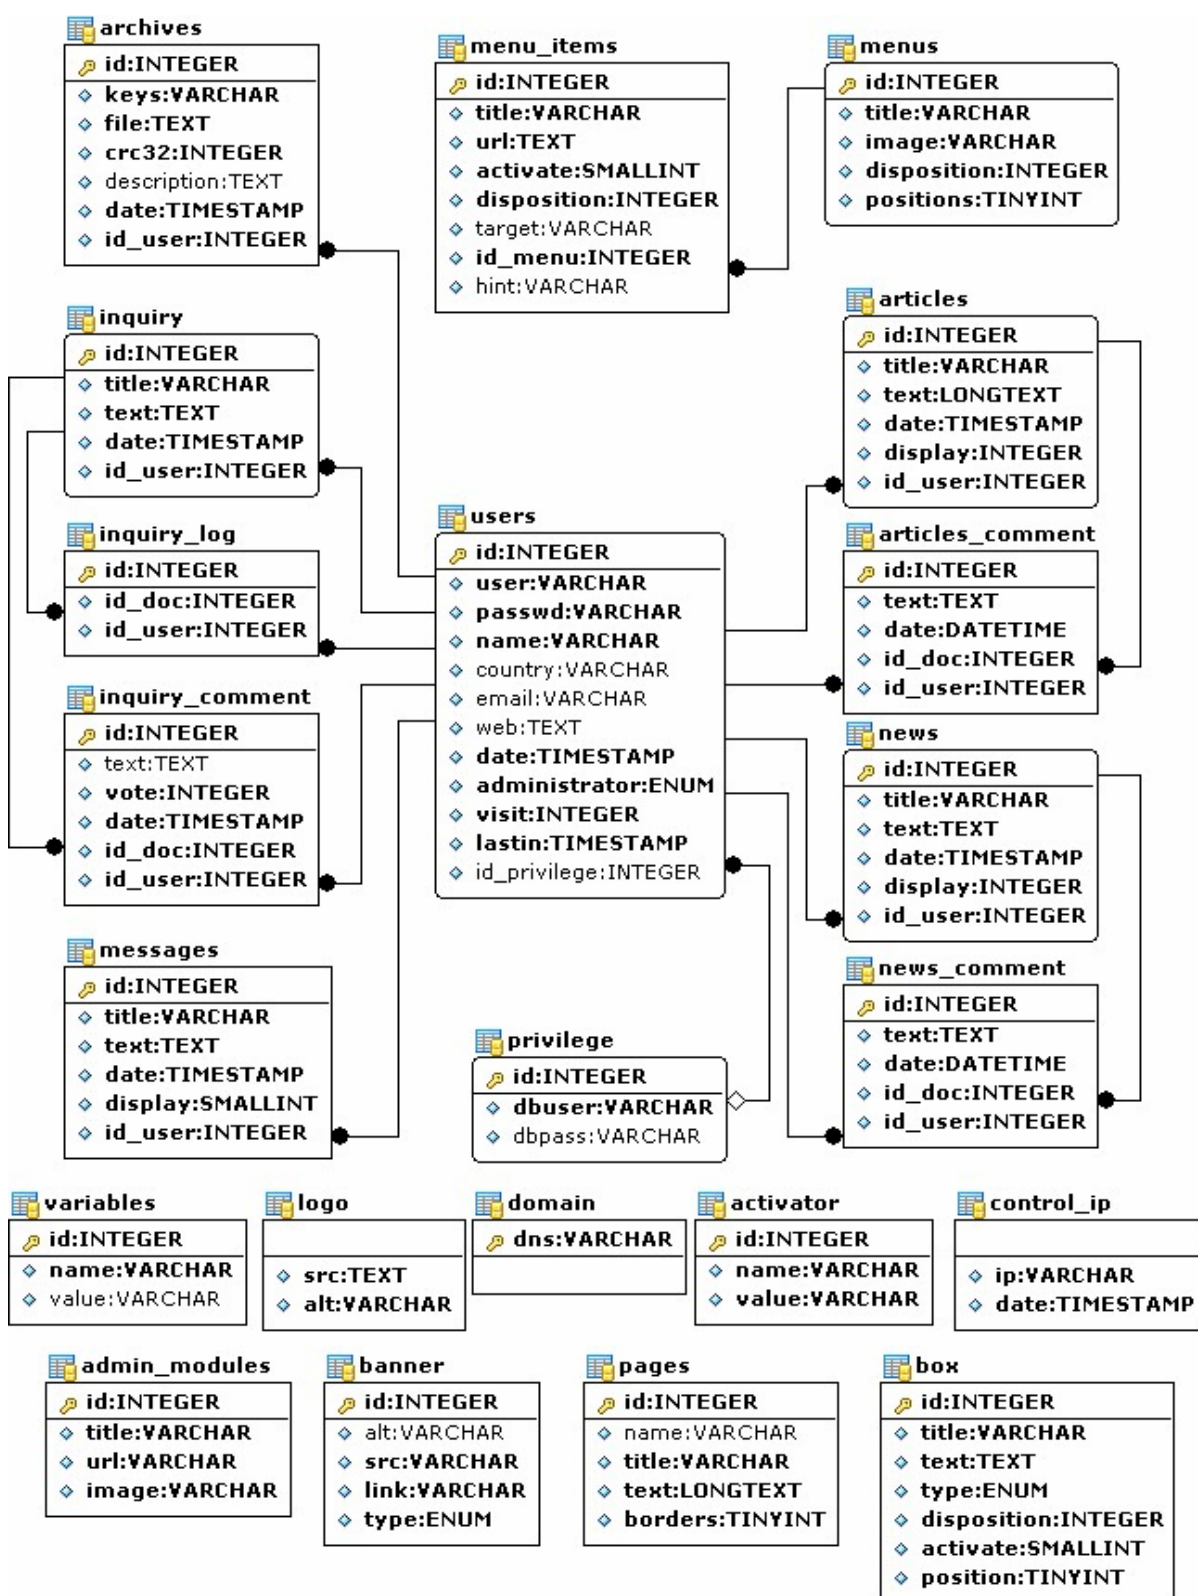 archives
id:INTEGER
keys:VARCHAR
file:TEXT
crc32:INTEGER
description:TEXT
date:TIMESTAMP
id_user:INTEGER
menu_items
id:INTEGER
title:VARCHAR
url:TEXT
activate:SMALLINT
disposition:INTEGER
target:VARCHAR
id_menu:INTEGER
hint:VARCHAR
menus
id:INTEGER
title:VARCHAR
image:VARCHAR
disposition:INTEGER
positions:TINYINT
inquiry
id:INTEGER
title:VARCHAR
text:TEXT
date:TIMESTAMP
id_user:INTEGER
articles
id:INTEGER
title:VARCHAR
text:LONGTEXT
date:TIMESTAMP
display:INTEGER
id_user:INTEGER
inquiry_log
id:INTEGER
id_doc:INTEGER
id_user:INTEGER
users
id:INTEGER
user:VARCHAR
passwd:VARCHAR
name:VARCHAR
country:VARCHAR
email:VARCHAR
web:TEXT
date:TIMESTAMP
administrator:ENUM
visit:INTEGER
lastin:TIMESTAMP
id_privilege:INTEGER
articles_comment
id:INTEGER
text:TEXT
date:DATETIME
id_doc:INTEGER
id_user:INTEGER
inquiry_comment
id:INTEGER
text:TEXT
vote:INTEGER
date:TIMESTAMP
id_doc:INTEGER
id_user:INTEGER
news
id:INTEGER
title:VARCHAR
text:TEXT
date:TIMESTAMP
display:INTEGER
id_user:INTEGER
messages
id:INTEGER
title:VARCHAR
text:TEXT
date:TIMESTAMP
display:SMALLINT
id_user:INTEGER
privilege
id:INTEGER
dbuser:VARCHAR
dbpass:VARCHAR
news_comment
id:INTEGER
text:TEXT
date:DATETIME
id_doc:INTEGER
id_user:INTEGER
variables
id:INTEGER
name:VARCHAR
value:VARCHAR
logo
src:TEXT
alt:VARCHAR
domain
dns:VARCHAR
activator
id:INTEGER
name:VARCHAR
value:VARCHAR
control_ip
ip:VARCHAR
date:TIMESTAMP
admin_modules
id:INTEGER
title:VARCHAR
url:VARCHAR
image:VARCHAR
banner
id:INTEGER
alt:VARCHAR
src:VARCHAR
link:VARCHAR
type:ENUM
pages
id:INTEGER
name:VARCHAR
title:VARCHAR
text:LONGTEXT
borders:TINYINT
box
id:INTEGER
title:VARCHAR
text:TEXT
type:ENUM
disposition:INTEGER
activate:SMALLINT
position:TINYINT